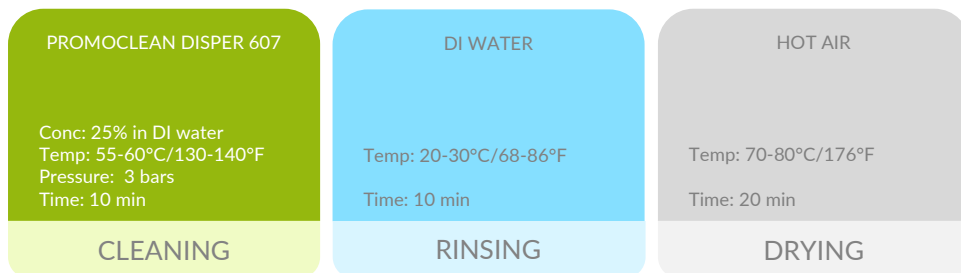 PROMOCLEAN DISPER 607
Conc: 25% in DI water
Temp: 55-60°C/130-140°F
Pressure:  3 bars
Time: 10 min
CLEANING
DI WATER
Temp: 20-30°C/68-86°F
Time: 10 min
RINSING
HOT AIR
Temp: 70-80°C/176°F
Time: 20 min
DRYING